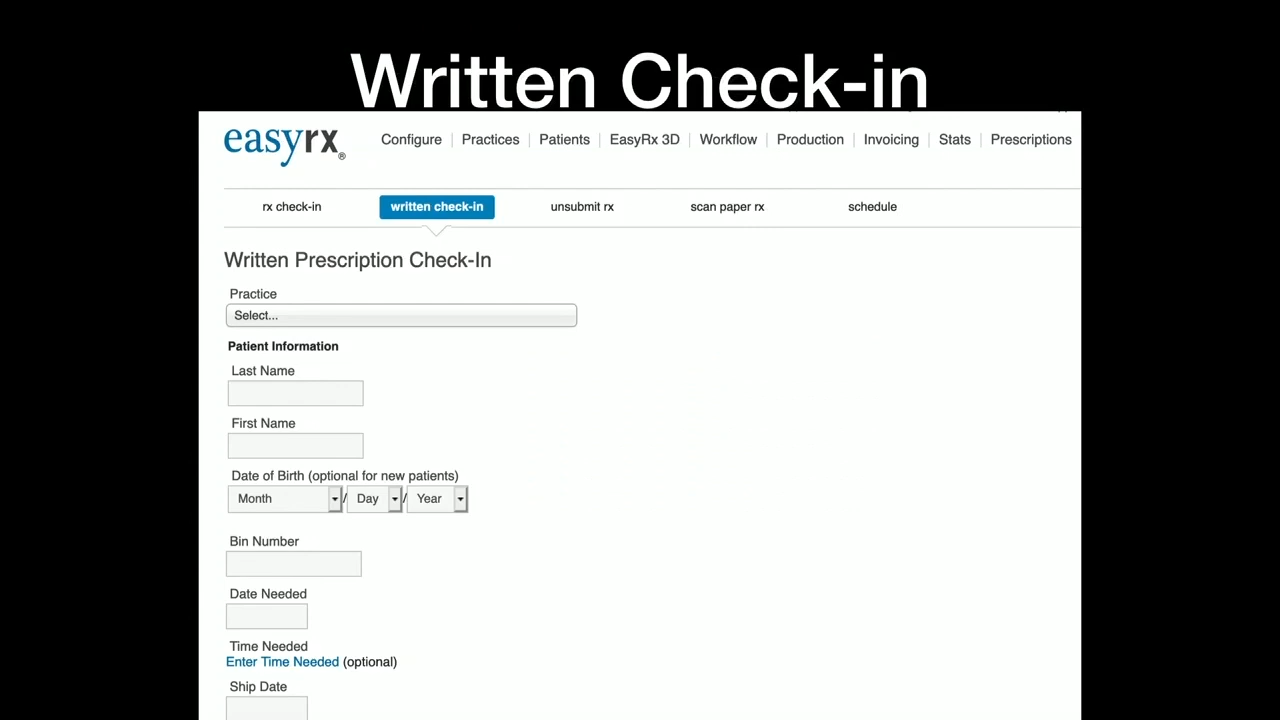 Written Check-in
easyrx®
Configure | Practices | Patients | EasyRx 3D | Workflow | Production | Invoicing | Stats | Prescriptions
rx check-in written check-in unsubmit rx scan paper rx schedule
Written Prescription Check-In
Practice
Select...
Patient Information
Last Name
First Name
Date of Birth (optional for new patients)
Month / Day / Year
Bin Number
Date Needed
Time Needed
Enter Time Needed (optional)
Ship Date